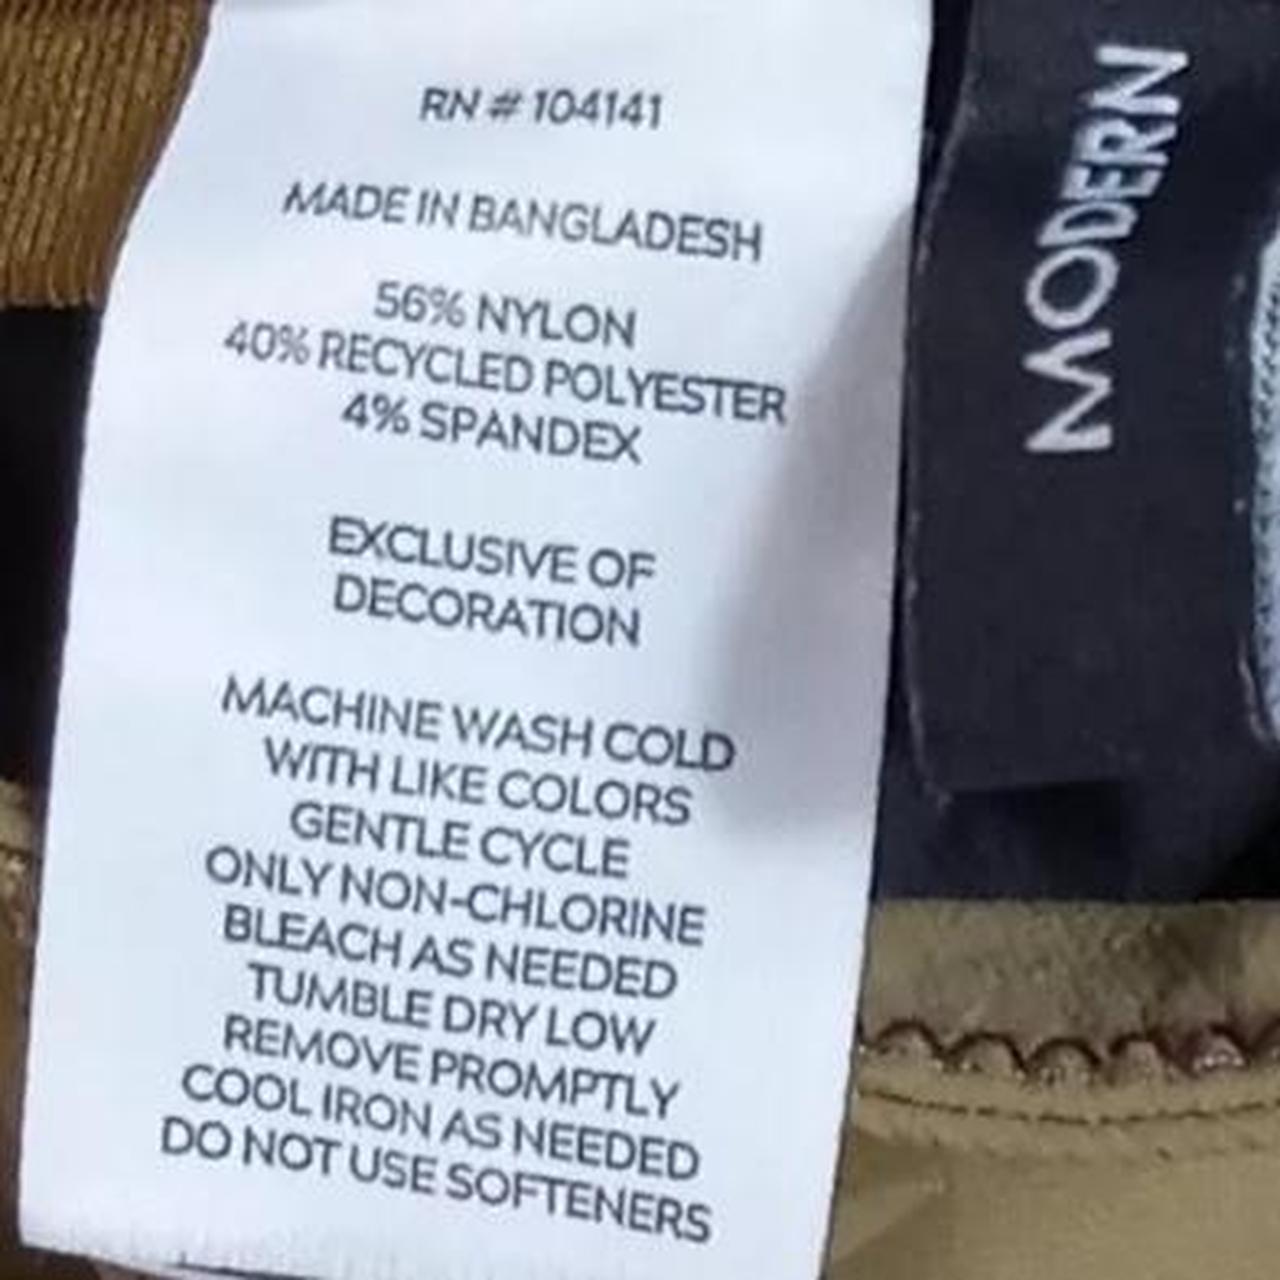 RN # 104141
MADE IN BANGLADESH
56% NYLON
40% RECYCLED POLYESTER
4% SPANDEX
EXCLUSIVE OF
DECORATION
MACHINE WASH COLD
WITH LIKE COLORS
GENTLE CYCLE
ONLY NON-CHLORINE
BLEACH AS NEEDED
TUMBLE DRY LOW
REMOVE PROMPTLY
COOL IRON AS NEEDED
DO NOT USE SOFTENERS
MODERN